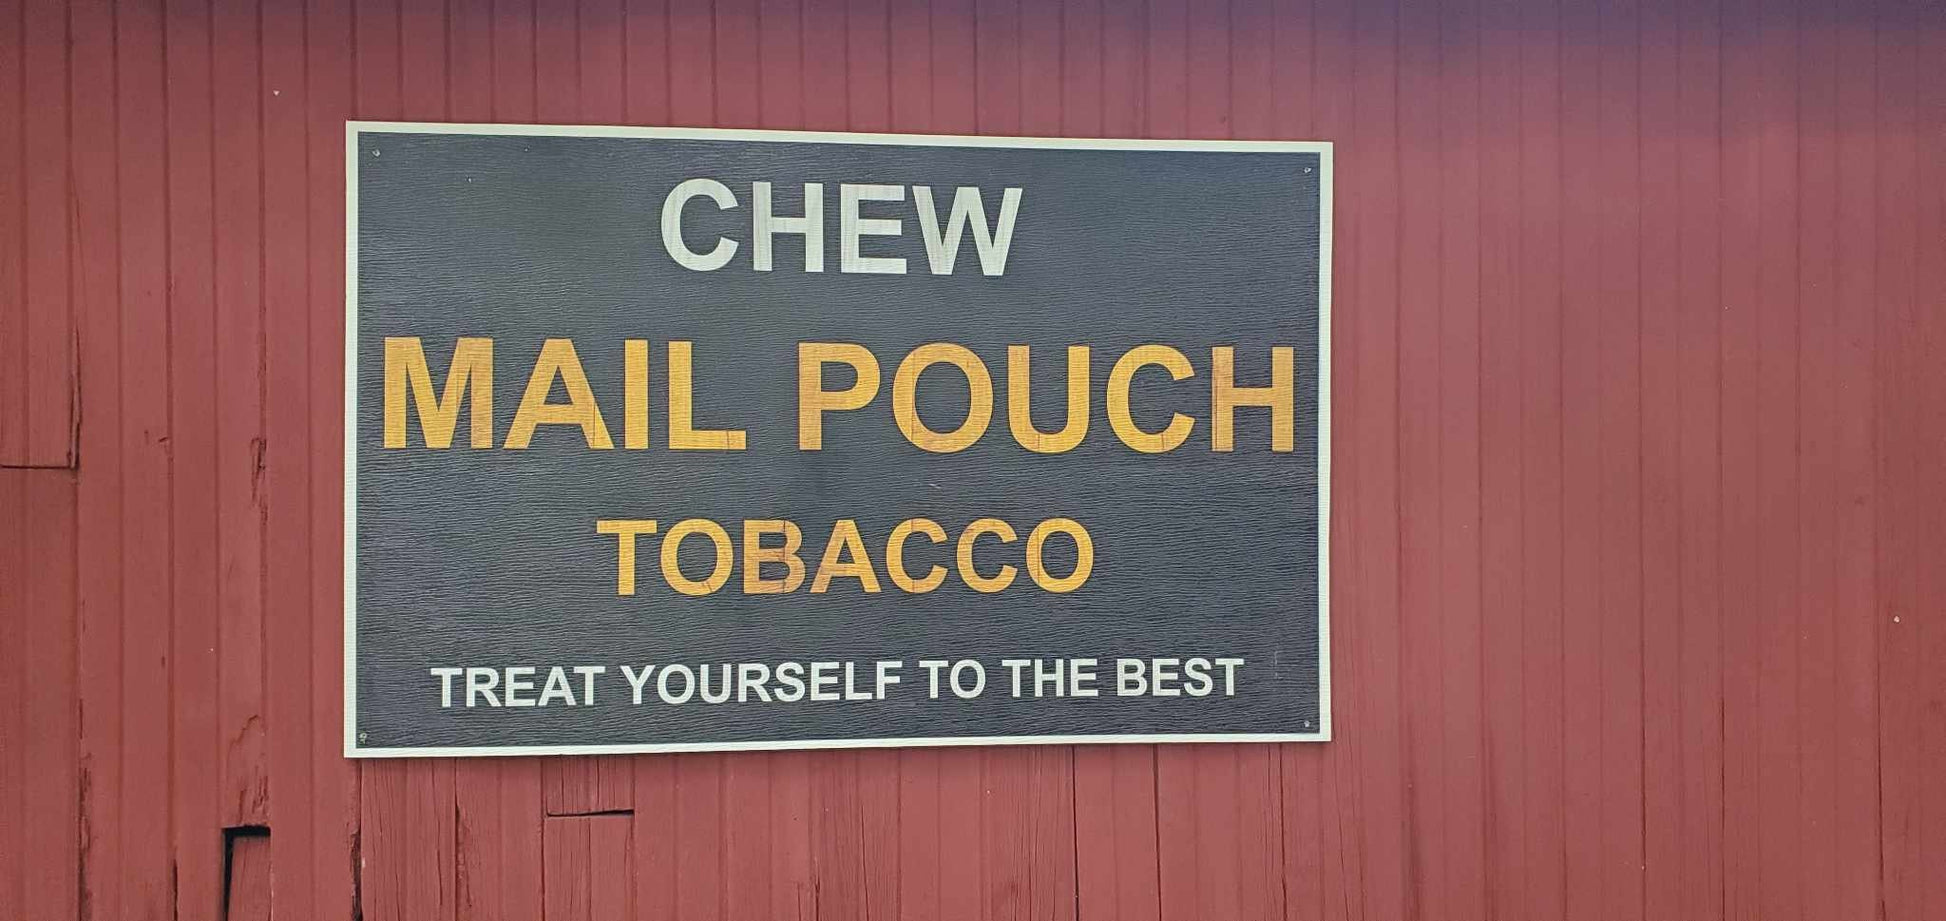 CHEW
MAIL POUCH
TOBACCO
TREAT YOURSELF TO THE BEST